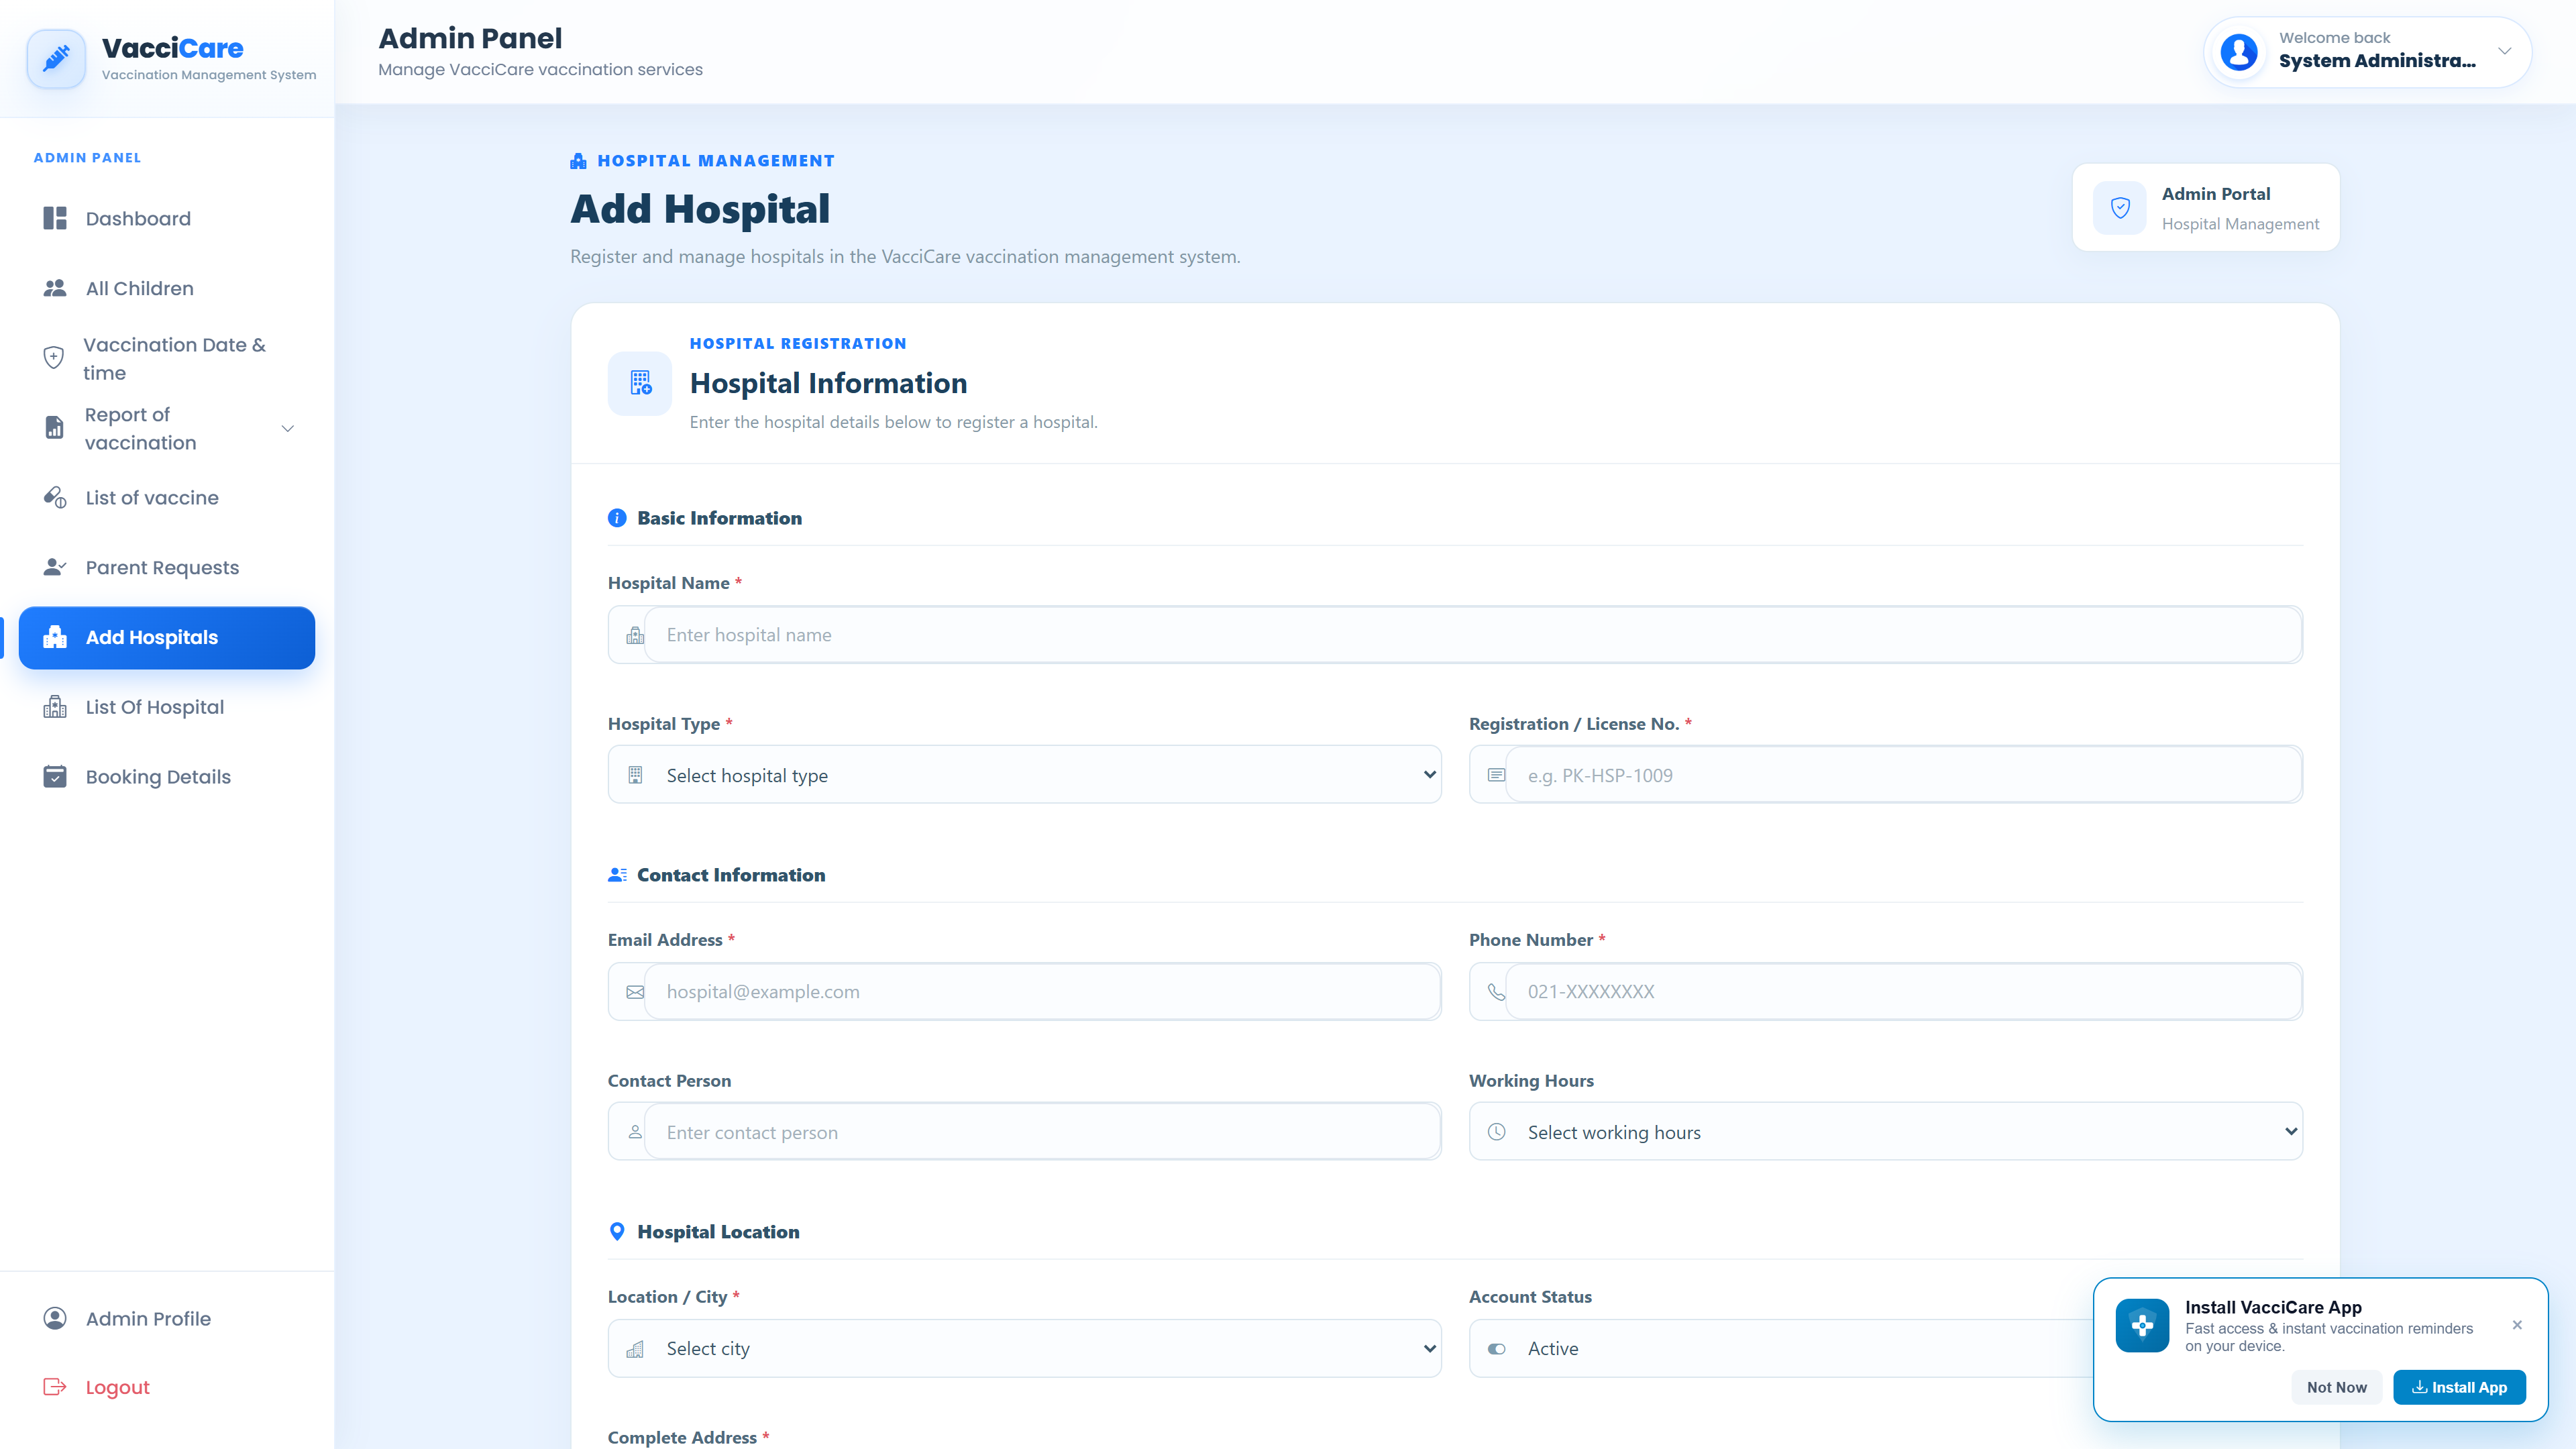 VacciCare
Vaccination Management System
ADMIN PANEL
Dashboard
All Children
Vaccination Date &
time
Report of
vaccination
List of vaccine
Parent Requests
Add Hospitals
List Of Hospital
Booking Details
Admin Profile
Logout
Admin Panel
Manage VacciCare vaccination services
Welcome back
System Administra...
HOSPITAL MANAGEMENT
Add Hospital
Register and manage hospitals in the VacciCare vaccination management system.
Admin Portal
Hospital Management
HOSPITAL REGISTRATION
Hospital Information
Enter the hospital details below to register a hospital.
Basic Information
Hospital Name *
Enter hospital name
Hospital Type *
Select hospital type
Registration / License No. *
e.g. PK-HSP-1009
Contact Information
Email Address *
hospital@example.com
Phone Number *
021-XXXXXXXX
Contact Person
Enter contact person
Working Hours
Select working hours
Hospital Location
Location / City *
Select city
Account Status
Active
Complete Address *
Install VacciCare App
Fast access & instant vaccination reminders
on your device.
Not Now
Install App